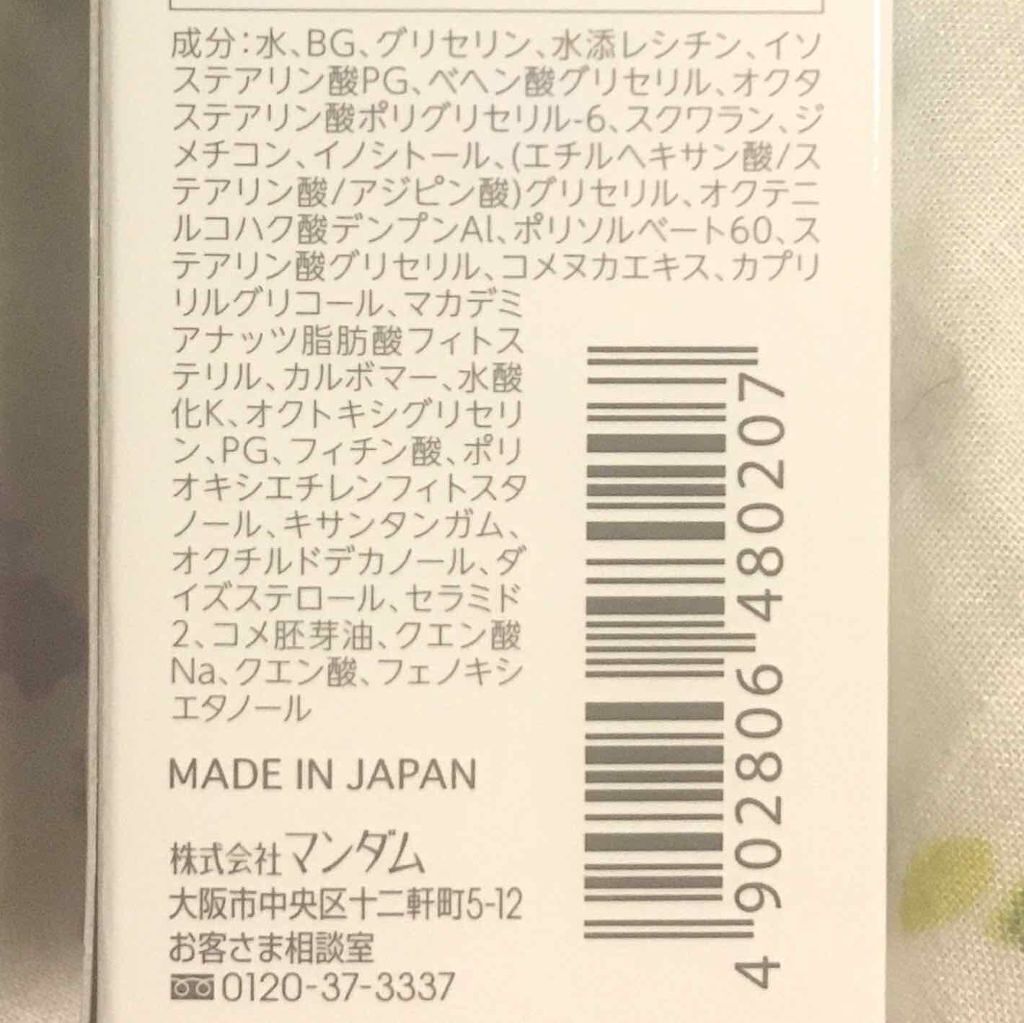 成分：水、BG、グリセリン、水添レシチン、イソ
ステアリン酸PG、ベヘン酸グリセリル、オクタ
ステアリン酸ポリグリセリル-6、スクワラン、ジ
メチコン、イノシトール、(エチルヘキサン酸/ス
テアリン酸/アジピン酸)グリセリル、オクテニ
ルコハク酸デンプンAl、ポリソルベート60、ス
テアリン酸グリセリル、コメヌカエキス、カプリ
リルグリコール、マカデミ
アナッツ脂肪酸フィトス
テリル、カルボマー、水酸
化K、オクトキシグリセリ
ン、PG、フィチン酸、ポリ
オキシエチレンフィトスタ
ノール、キサンタンガム、
オクチルドデカノール、ダ
イズステロール、セラミド
2、コメ胚芽油、クエン酸
Na、クエン酸、フェノキシ
エタノール
MADE IN JAPAN
株式会社マンダム
大阪市中央区十二軒町5-12
お客さま相談室
0120-37-3337
4 902806 480207